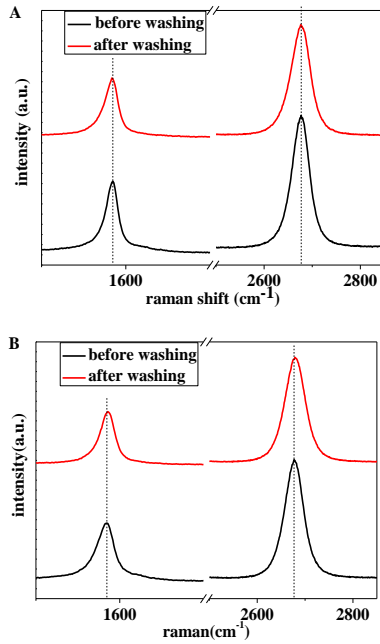 A
before washing
after washing
intensity (a.u.)
1600
2600
2800
raman shift (cm-1)
B
before washing
after washing
intensity(a.u.)
1600
2600
2800
raman(cm-1)